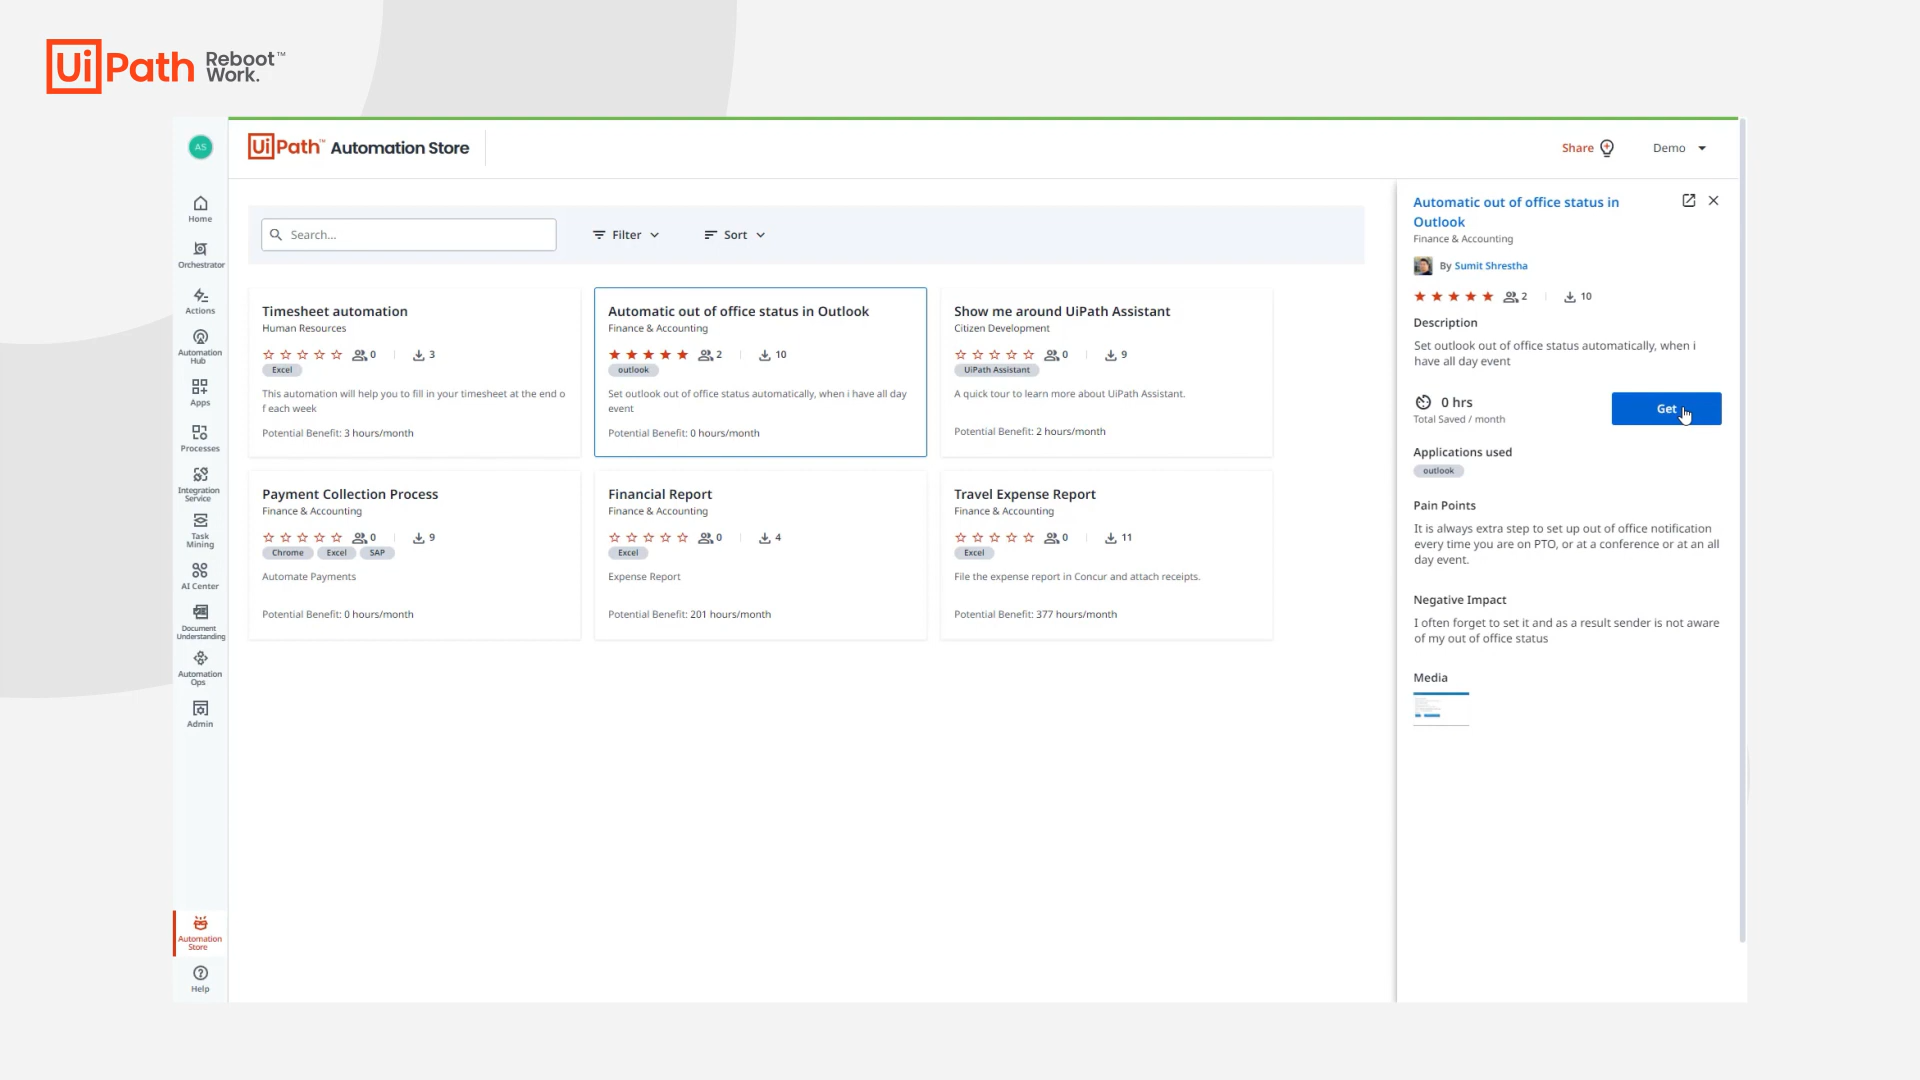 UiPath Reboot Work.™
AS
Home
Orchestrator
Actions
Automation
Hub
Apps
Processes
Integration
Service
Task
Mining
AI Center
Document
Understanding
Automation
Ops
Admin
Automation
Store
Help
UiPath™ Automation Store
Share
Demo
Search...
Filter
Sort
Timesheet automation
Human Resources
0
3
Excel
This automation will help you to fill in your timesheet at the end o
f each week
Potential Benefit: 3 hours/month
Automatic out of office status in Outlook
Finance & Accounting
2
10
outlook
Set outlook out of office status automatically, when i have all day
event
Potential Benefit: 0 hours/month
Show me around UiPath Assistant
Citizen Development
0
9
UiPath Assistant
A quick tour to learn more about UiPath Assistant.
Potential Benefit: 2 hours/month
Payment Collection Process
Finance & Accounting
0
9
Chrome Excel SAP
Automate Payments
Potential Benefit: 0 hours/month
Financial Report
Finance & Accounting
0
4
Excel
Expense Report
Potential Benefit: 201 hours/month
Travel Expense Report
Finance & Accounting
0
11
Excel
File the expense report in Concur and attach receipts.
Potential Benefit: 377 hours/month
Automatic out of office status in
Outlook
Finance & Accounting
By Sumit Shrestha
2
10
Description
Set outlook out of office status automatically, when i
have all day event
0 hrs
Total Saved / month
Get
Applications used
outlook
Pain Points
It is always extra step to set up out of office notification
every time you are on PTO, or at a conference or at an all
day event.
Negative Impact
I often forget to set it and as a result sender is not aware
of my out of office status
Media